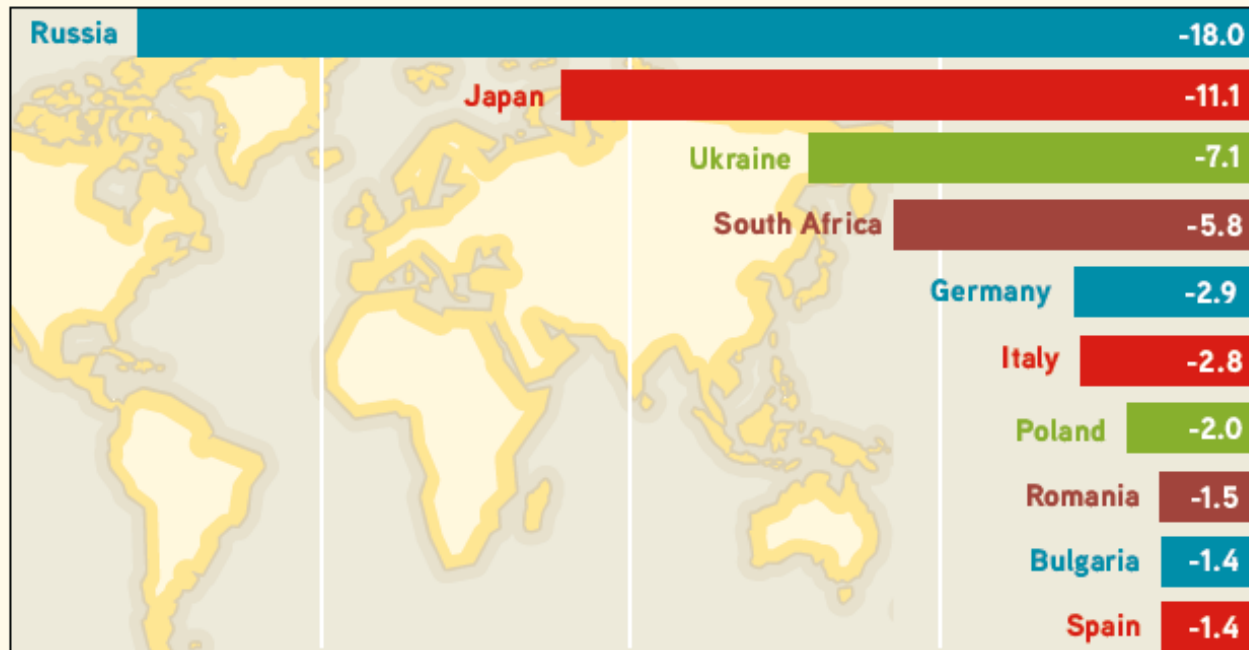 Russia -18.0
Japan -11.1
Ukraine -7.1
South Africa -5.8
Germany -2.9
Italy -2.8
Poland -2.0
Romania -1.5
Bulgaria -1.4
Spain -1.4